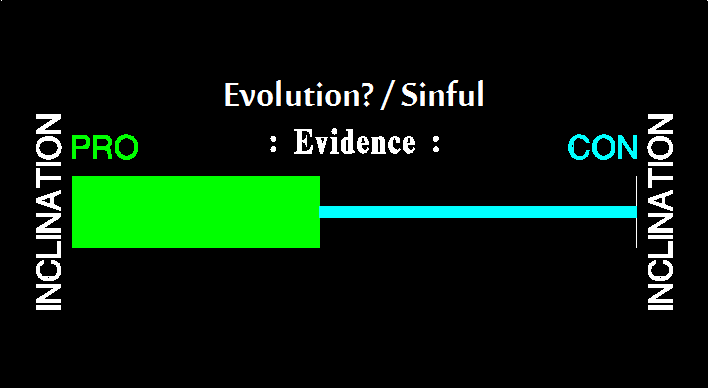 Evolution? / Sinful
: Evidence :
INCLINATION
PRO
CON
INCLINATION